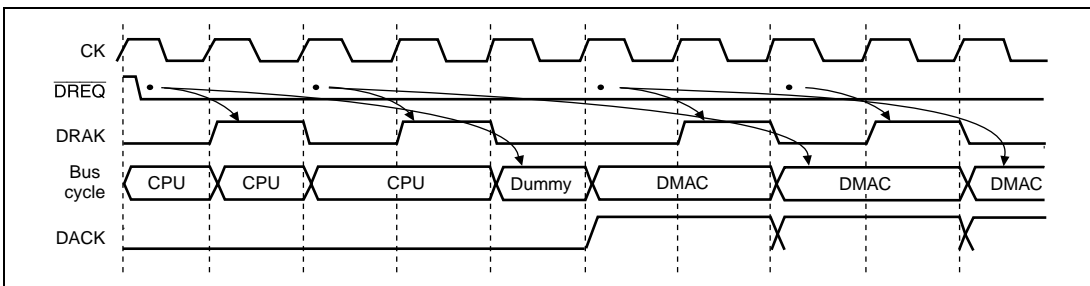 CK
DREQ
DRAK
Bus
cycle
CPU CPU CPU Dummy DMAC DMAC DMAC
DACK